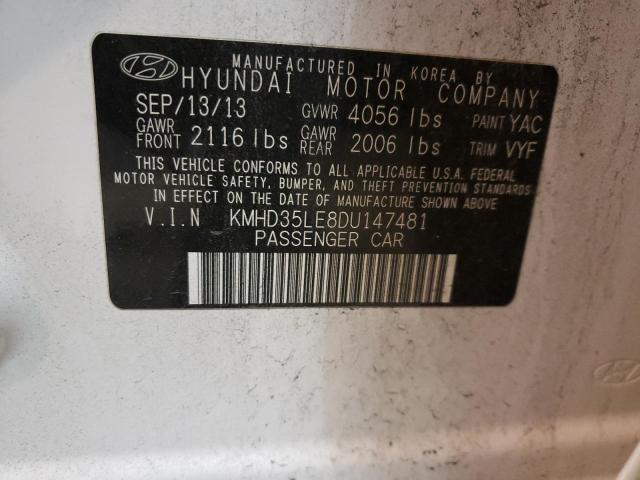 MANUFACTURED IN KOREA BY
HYUNDAI MOTOR COMPANY
SEP/13/13 GVWR 4056 lbs PAINT YAC
GAWR FRONT 2116 lbs GAWR REAR 2006 lbs TRIM VYF
THIS VEHICLE CONFORMS TO ALL APPLICABLE U.S.A. FEDERAL
MOTOR VEHICLE SAFETY, BUMPER, AND THEFT PREVENTION STANDARDS
IN EFFECT ON THE DATE OF MANUFACTURE SHOWN ABOVE.
V.I.N KMHD35LE8DU147481
PASSENGER CAR